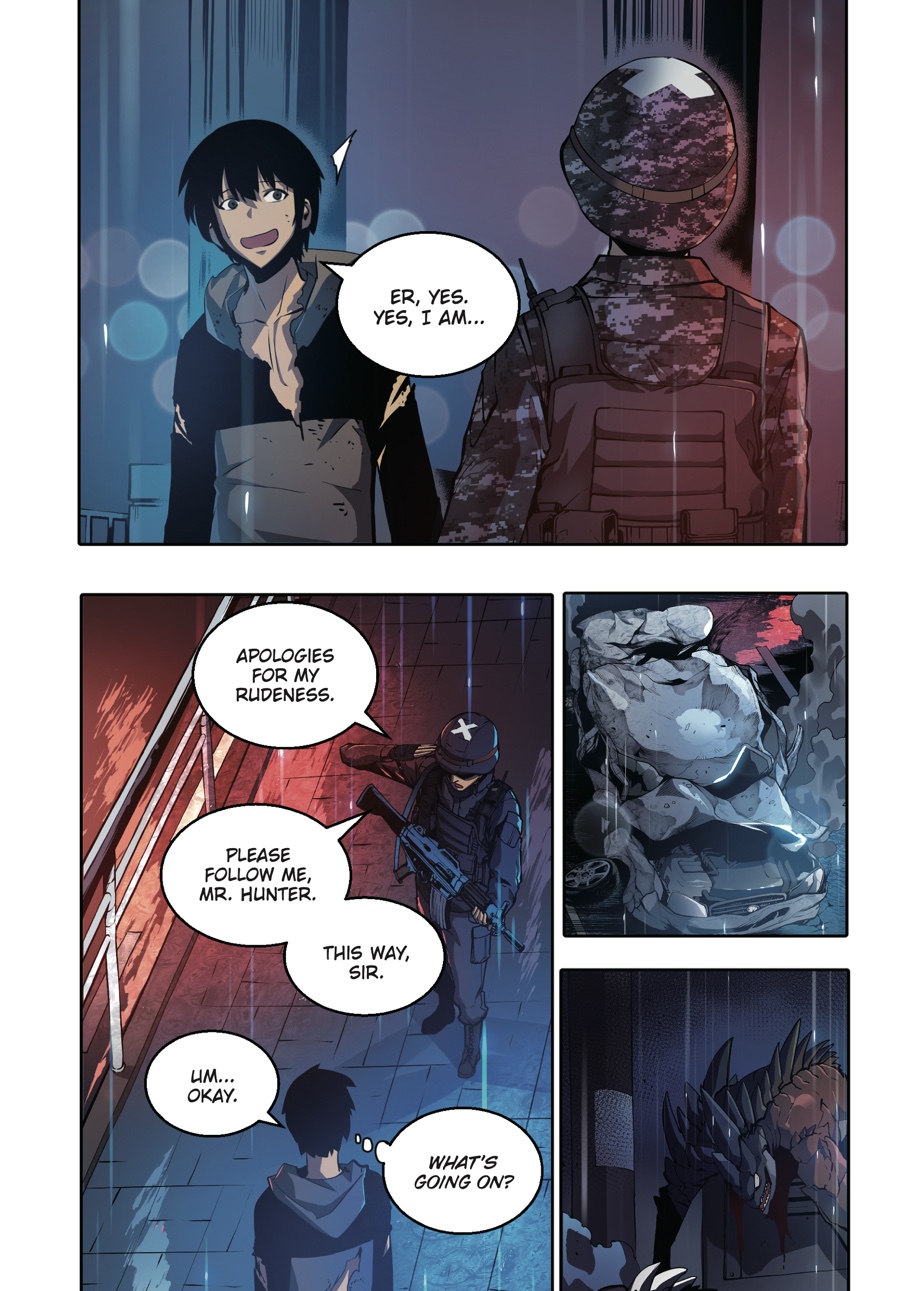 ER, YES.
YES, I AM...
APOLOGIES
FOR MY
RUDENESS.
PLEASE
FOLLOW ME,
MR. HUNTER.
THIS WAY,
SIR.
UM...
OKAY.
WHAT'S
GOING ON?